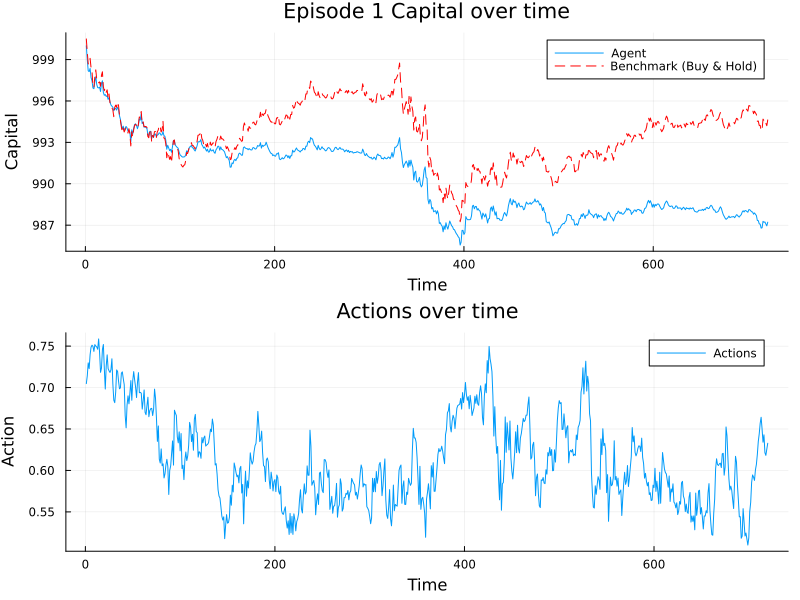 Episode 1 Capital over time
Capital
999
996
993
990
987
Agent
Benchmark (Buy & Hold)
0
200
400
600
Time
Actions over time
Action
0.75
0.70
0.65
0.60
0.55
Actions
0
200
400
600
Time